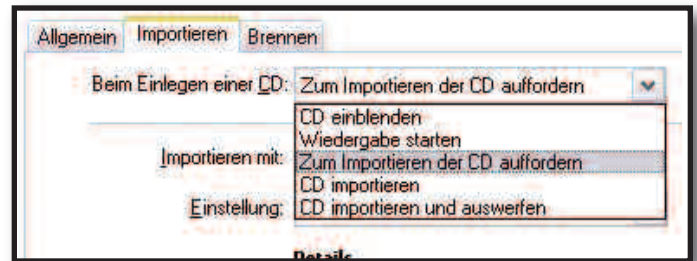 Allgemein Importieren Brennen
Beim Einlegen einer CD: Zum Importieren der CD auffordern
CD einblenden
Wiedergabe starten
Importieren mit: Zum Importieren der CD auffordern
CD importieren
Einstellung: CD importieren und auswerfen
Details